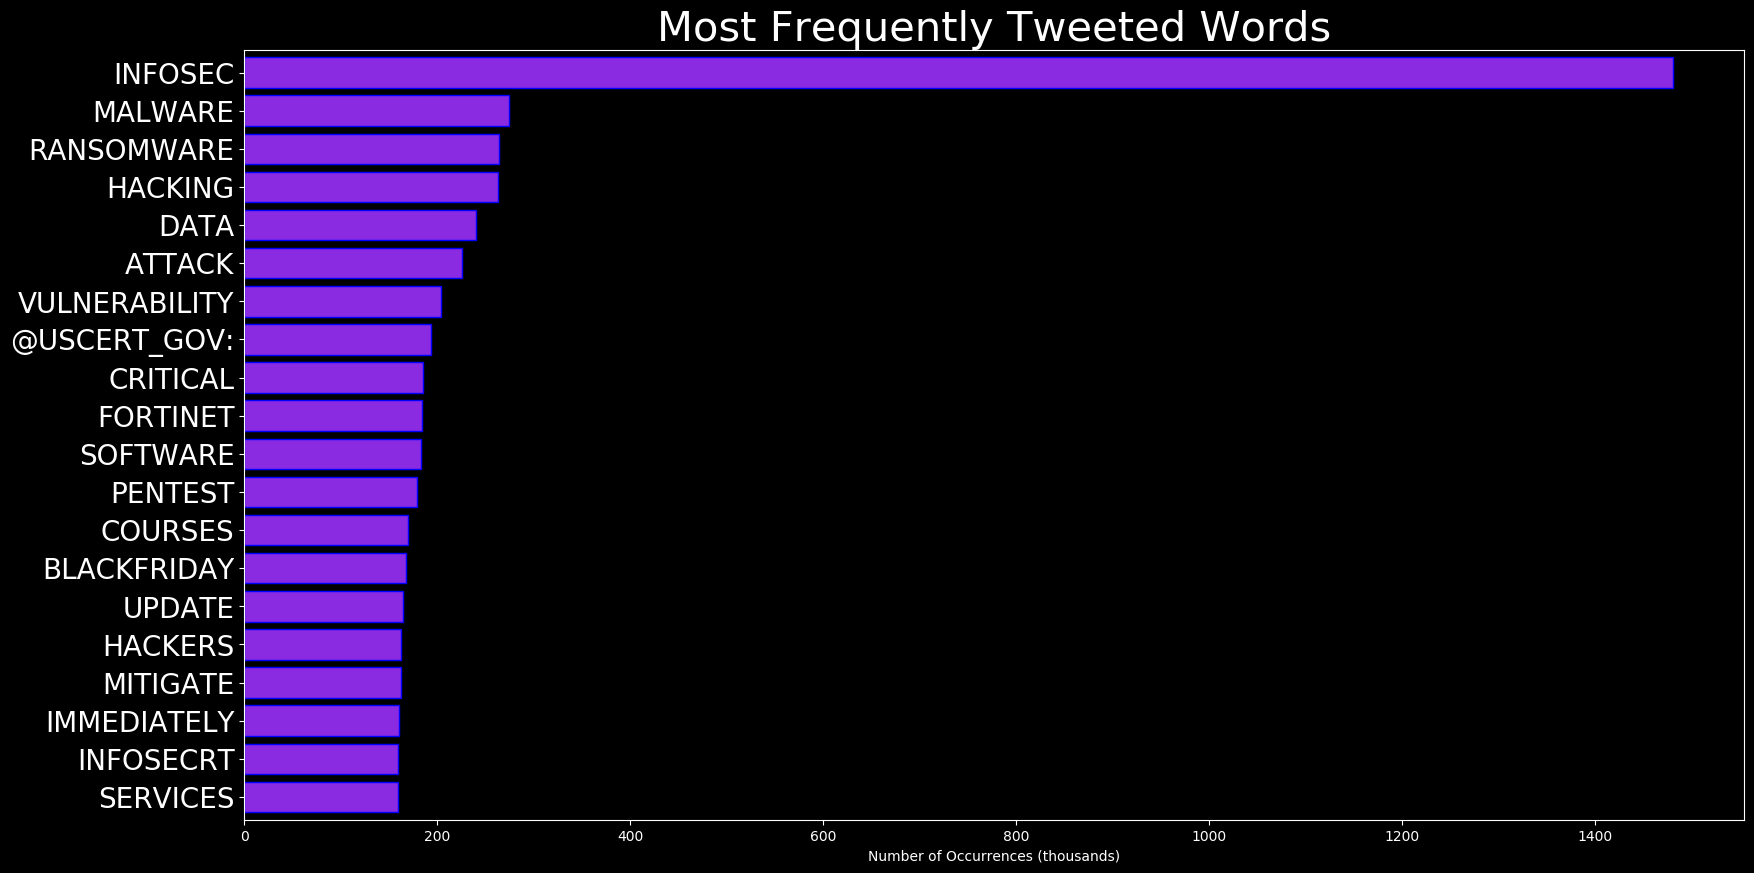 Most Frequently Tweeted Words
INFOSEC
MALWARE
RANSOMWARE
HACKING
DATA
ATTACK
VULNERABILITY
@USCERT_GOV:
CRITICAL
FORTINET
SOFTWARE
PENTEST
COURSES
BLACKFRIDAY
UPDATE
HACKERS
MITIGATE
IMMEDIATELY
INFOSECRT
SERVICES
0 200 400 600 800 1000 1200 1400
Number of Occurrences (thousands)